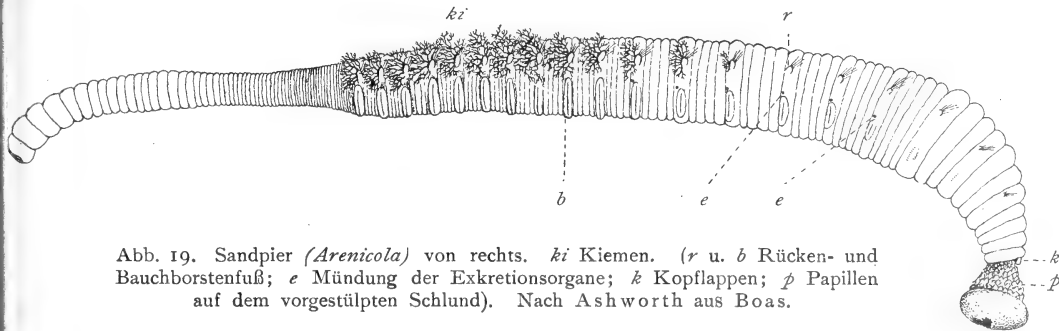 ki
r
b
e
e
k
p
Abb. 19. Sandpier (Arenicola) von rechts. ki Kiemen. (r u. b Rücken- und
Bauchborstenfuß; e Mündung der Exkretionsorgane; k Kopflappen; p Papillen
auf dem vorgestülpten Schlund). Nach Ashworth aus Boas.